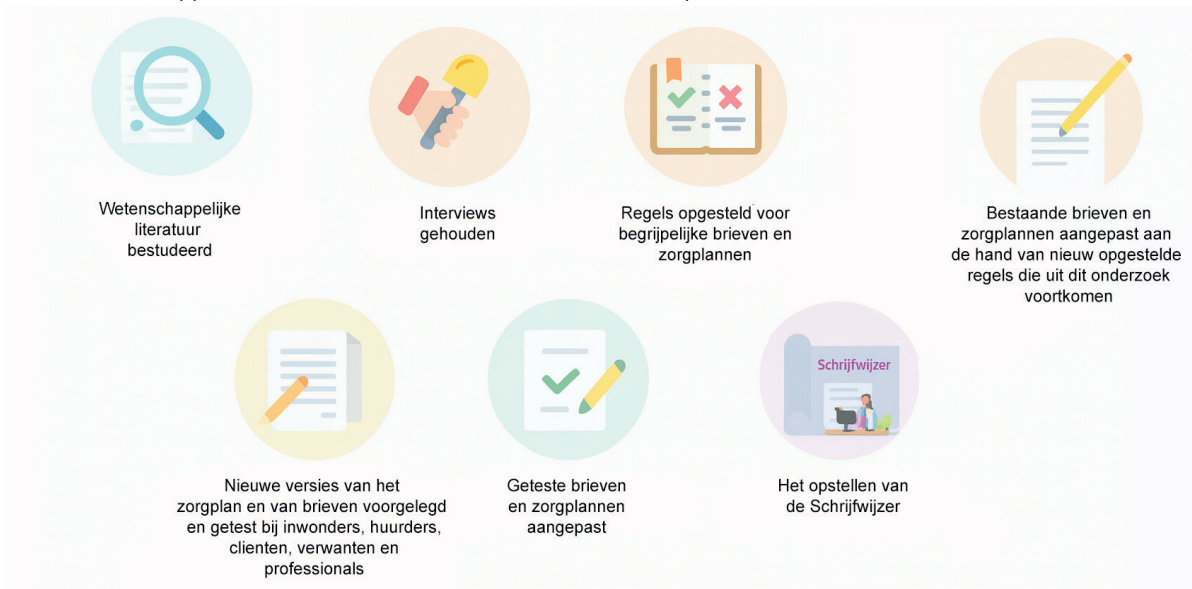 Wetenschappelijke
literatuur
bestudeerd
Interviews
gehouden
Regels opgesteld voor
begrijpelijke brieven en
zorgplannen
Bestaande brieven en
zorgplannen aangepast aan
de hand van nieuw opgestelde
regels die uit dit onderzoek
voortkomen
Nieuwe versies van het
zorgplan en van brieven voorgelegd
en getest bij inwonders, huurders,
clienten, verwanten en
professionals
Geteste brieven
en zorgplannen
aangepast
Schrijfwijzer
Het opstellen van
de Schrijfwijzer